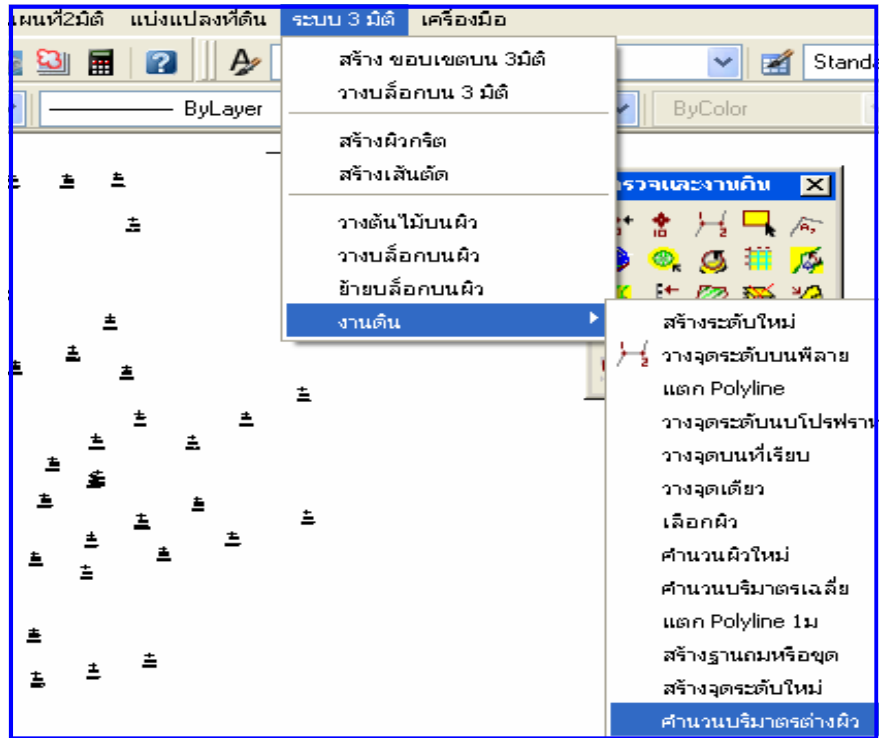 แผนที่2มิติ แบ่งแปลงที่ดิน ระบบ 3 มิติ เครื่องมือ
Standa
ByLayer
ByColor
สร้าง ขอบเขตบน 3มิติ
วางบล็อกบน 3 มิติ
สร้างผิวกริต
สร้างเส้นตัด
วางต้นไม้บนผิว
วางบล็อกบนผิว
ย้ายบล็อกบนผิว
งานดิน
รวจและงานดิน
สร้างระดับใหม่
วางจุดระดับบนพีลาย
แตก Polyline
วางจุดระดับนบโปรฟราห
วางจุดบนที่เรียบ
วางจุดเดียว
เลือกผิว
คำนวนผิวใหม่
คำนวนบริมาตรเฉลี่ย
แตก Polyline 1ม
สร้างฐานถมหรือขุด
สร้างจุดระดับใหม่
คำนวนบริมาตรต่างผิว